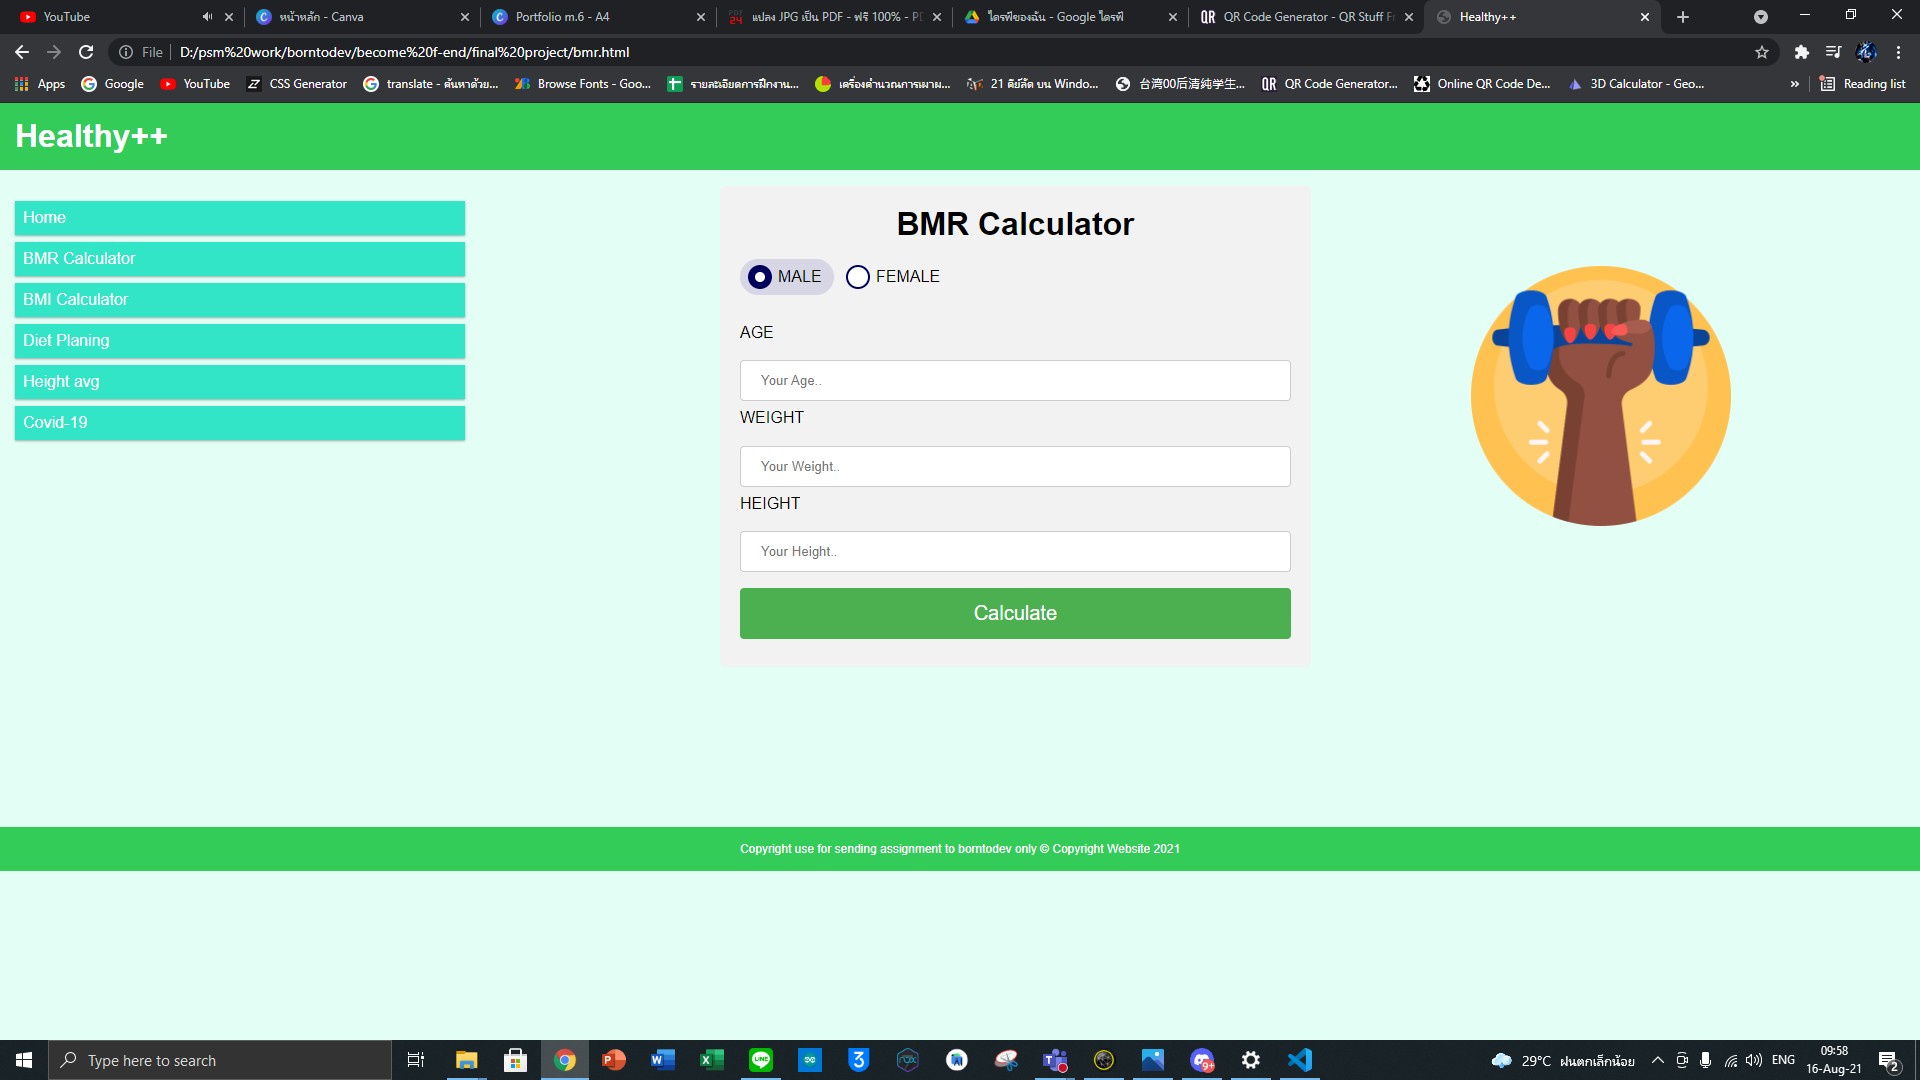 YouTube
หน้าหลัก - Canva
Portfolio m.6 - A4
แปลง JPG เป็น PDF - ฟรี 100% - PD
ไดรฟ์ของฉัน - Google ไดรฟ์
QR QR Code Generator - QR Stuff Fr
Healthy++
File D:/psm%20work/borntodev/become%20f-end/final%20project/bmr.html
Apps
Google
YouTube
CSS Generator
translate - ค้นหาด้วย...
Browse Fonts - Goo...
รายละเอียดการฝึกงาน...
เครื่องคำนวณการเผาผ...
21 คีย์ลัด บน Windo...
台湾00后清纯学生...
QR QR Code Generator...
Online QR Code De...
3D Calculator - Geo...
»
Reading list
Healthy++
Home
BMR Calculator
BMI Calculator
Diet Planing
Height avg
Covid-19
BMR Calculator
MALE FEMALE
AGE
Your Age..
WEIGHT
Your Weight..
HEIGHT
Your Height..
Calculate
Copyright use for sending assignment to borntodev only © Copyright Website 2021
Type here to search
29°C ฝนตกเล็กน้อย
ENG
09:58
16-Aug-21
2